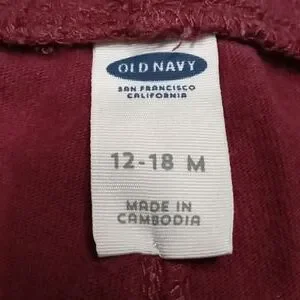 OLD NAVY
SAN FRANCISCO
CALIFORNIA
12-18 M
MADE IN
CAMBODIA